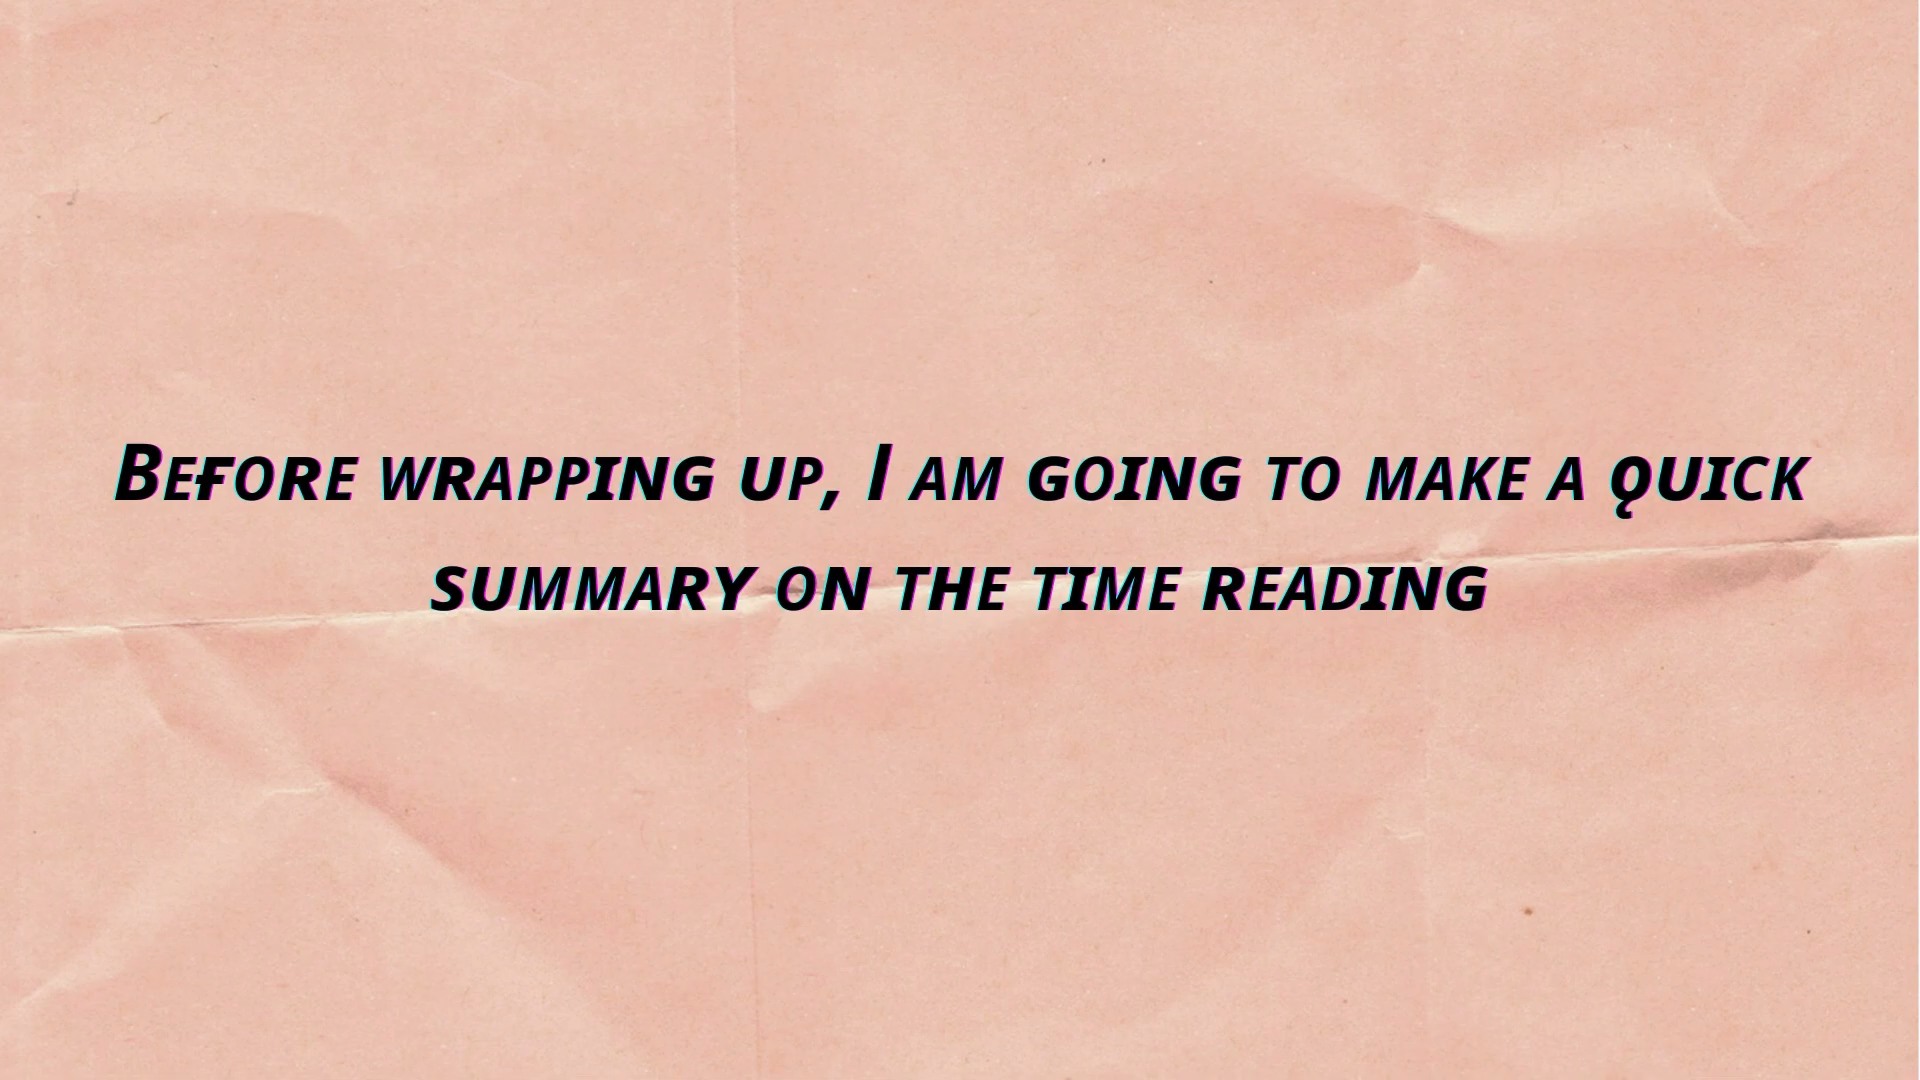 Before wrapping up, I am going to make a quick
summary on the time reading